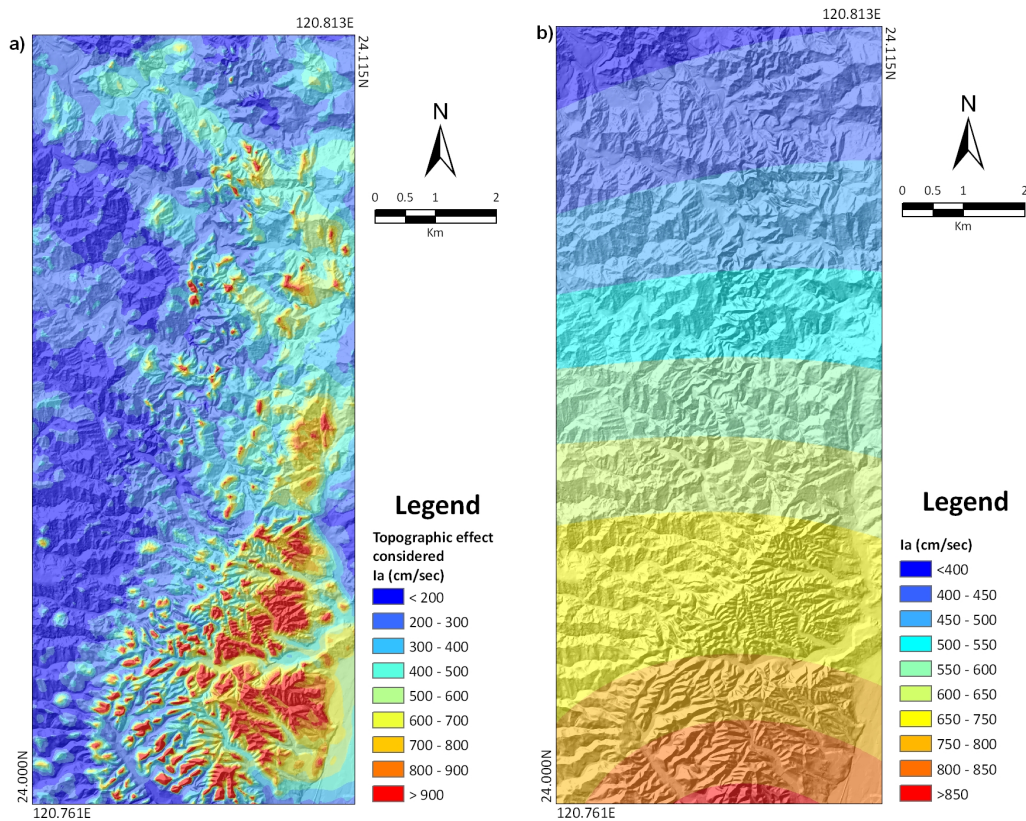 a)
120.813E
24.115N
N
0 0.5 1 2
Km
Legend
Topographic effect
considered
Ia (cm/sec)
< 200
200 - 300
300 - 400
400 - 500
500 - 600
600 - 700
700 - 800
800 - 900
> 900
24.000N
120.761E
b)
120.813E
24.115N
N
0 0.5 1 2
Km
Legend
Ia (cm/sec)
<400
400 - 450
450 - 500
500 - 550
550 - 600
600 - 650
650 - 750
750 - 800
800 - 850
>850
24.000N
120.761E